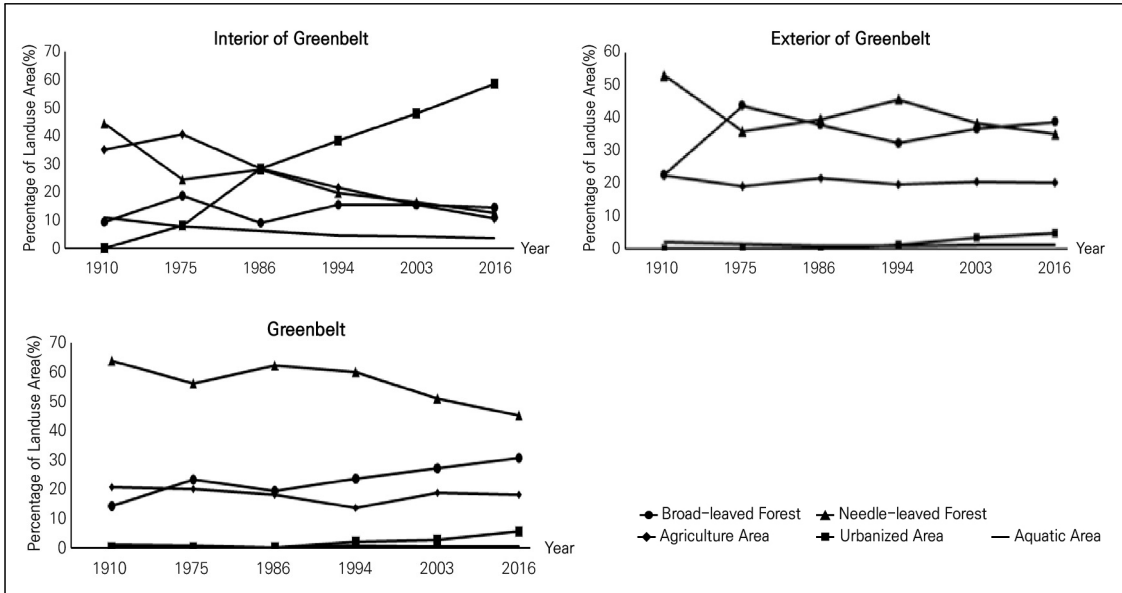 Interior of Greenbelt
Percentage of Landuse Area(%)
70
60
50
40
30
20
10
0
Year
1910 1975 1986 1994 2003 2016
Exterior of Greenbelt
Percentage of Landuse Area(%)
60
50
40
30
20
10
0
Year
1910 1975 1986 1994 2003 2016
Greenbelt
Percentage of Landuse Area(%)
70
60
50
40
30
20
10
0
Year
1910 1975 1986 1994 2003 2016
Broad-leaved Forest Needle-leaved Forest
Agriculture Area Urbanized Area Aquatic Area